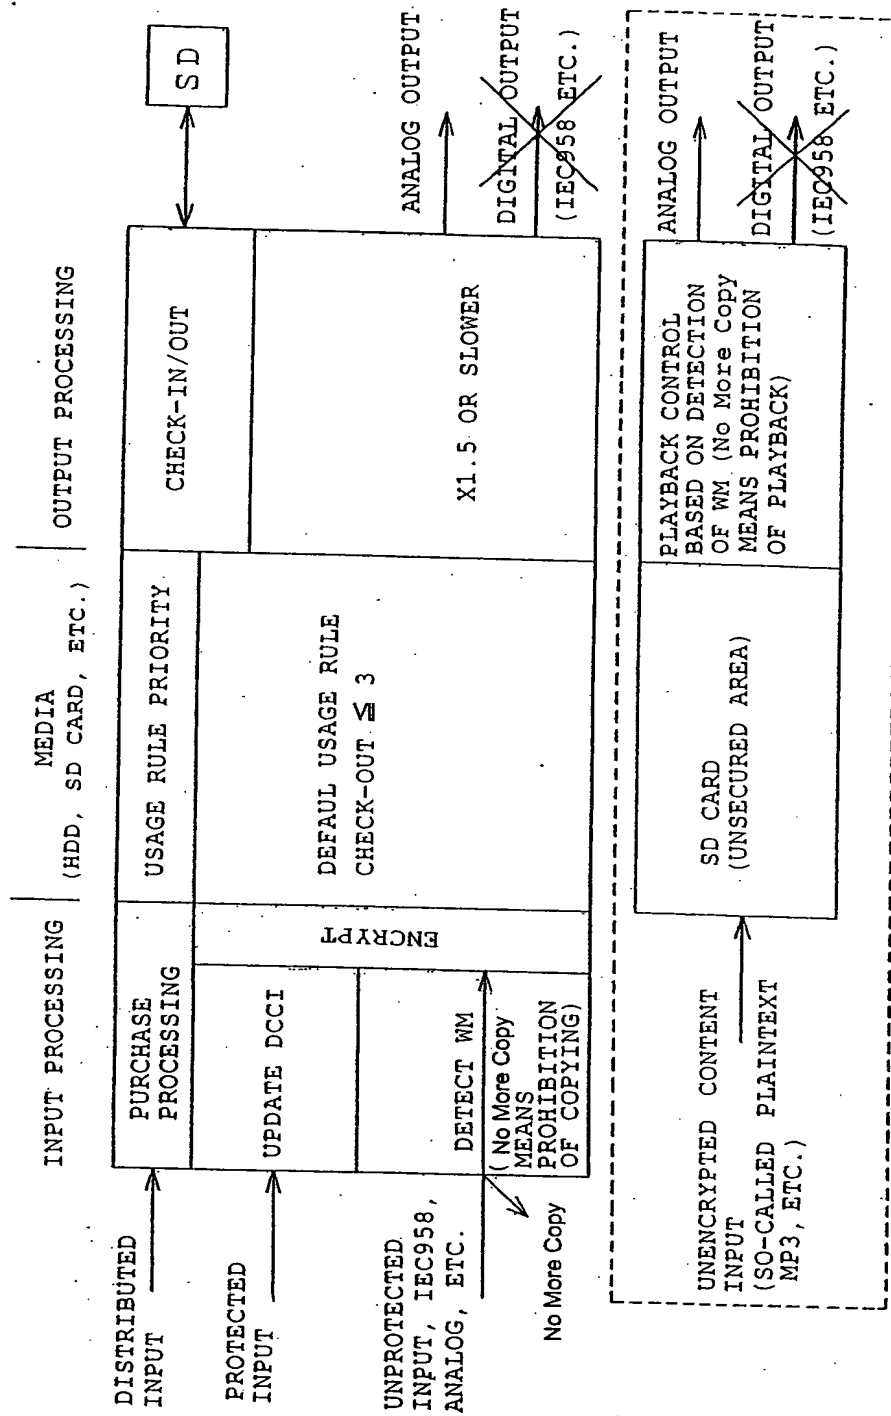 INPUT PROCESSING
MEDIA
(HDD, SD CARD, ETC.)
OUTPUT PROCESSING
DISTRIBUTED
INPUT
PURCHASE
PROCESSING
USAGE RULE PRIORITY
CHECK-IN/OUT
SD
PROTECTED
INPUT
UPDATE DCCI
ENCRYPT
DEFAUL USAGE RULE
CHECK-OUT ≦ 3
X1.5 OR SLOWER
ANALOG OUTPUT
DIGITAL OUTPUT
(IEC958 ETC.)
UNPROTECTED
INPUT, IEC958,
ANALOG, ETC.
DETECT WM
( No More Copy
MEANS
PROHIBITION
OF COPYING)
No More Copy
UNENCRYPTED CONTENT
INPUT
(SO-CALLED PLAINTEXT
MP3, ETC.)
SD CARD
(UNSECURED AREA)
PLAYBACK CONTROL
BASED ON DETECTION
OF WM (No More Copy
MEANS PROHIBITION
OF PLAYBACK)
ANALOG OUTPUT
DIGITAL OUTPUT
(IEC958 ETC.)